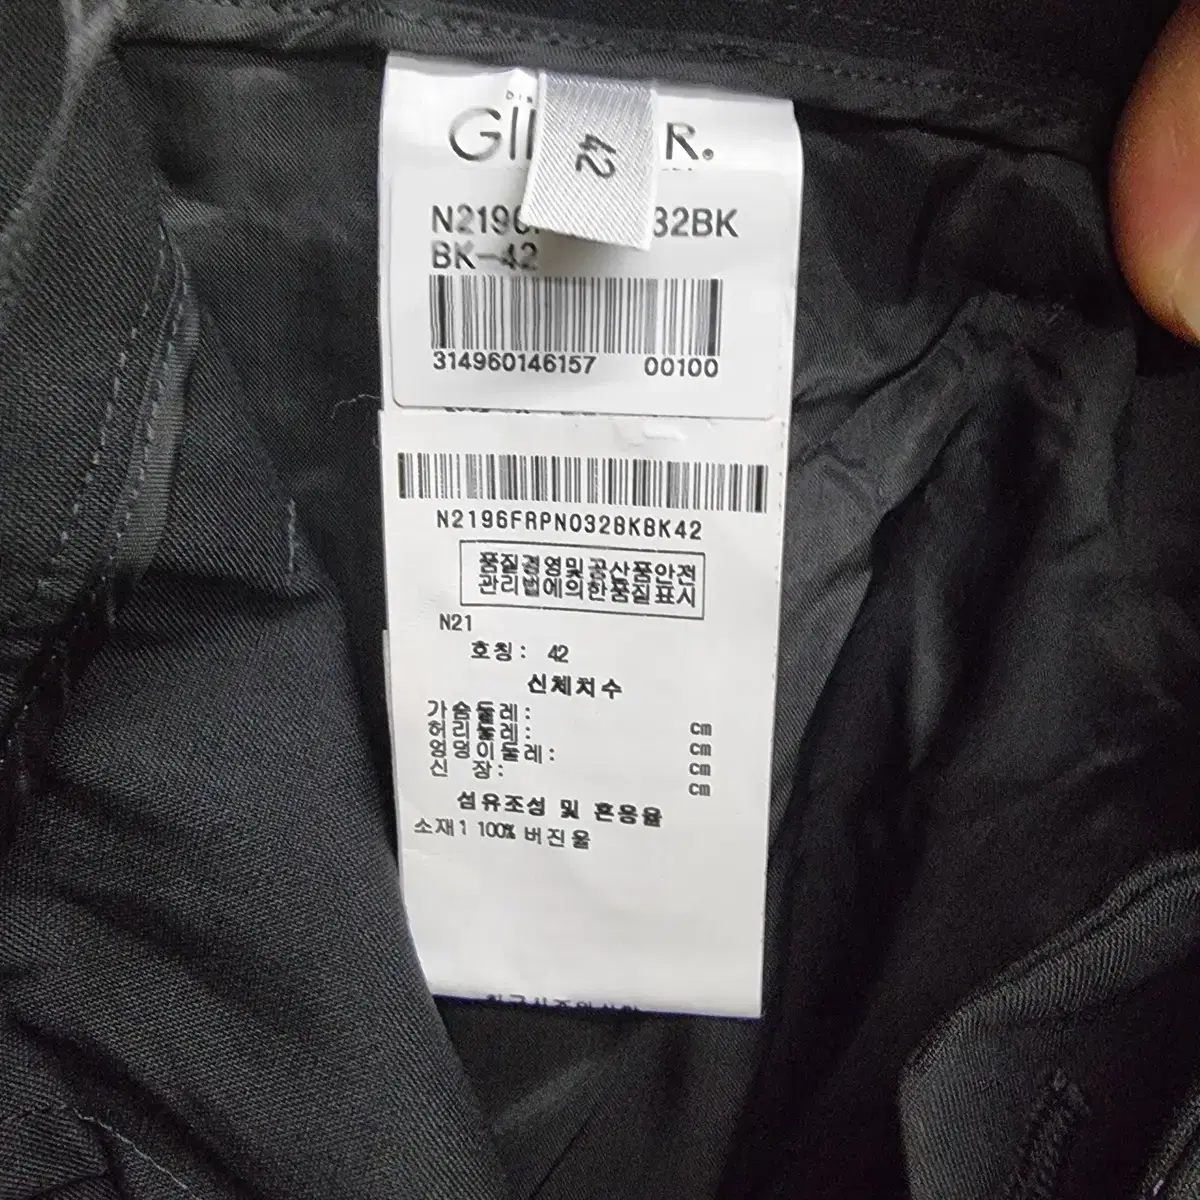 42
N2196 32BK
BK-42
314960146157 00100
N2196FRPN032BKBK42
품질경영및공산품안전
관리법에의한품질표시
N21
호칭: 42
신체치수
가슴둘레: cm
허리둘레: cm
엉덩이둘레: cm
신 장: cm
섬유조성 및 혼용율
소재1 100% 버진울